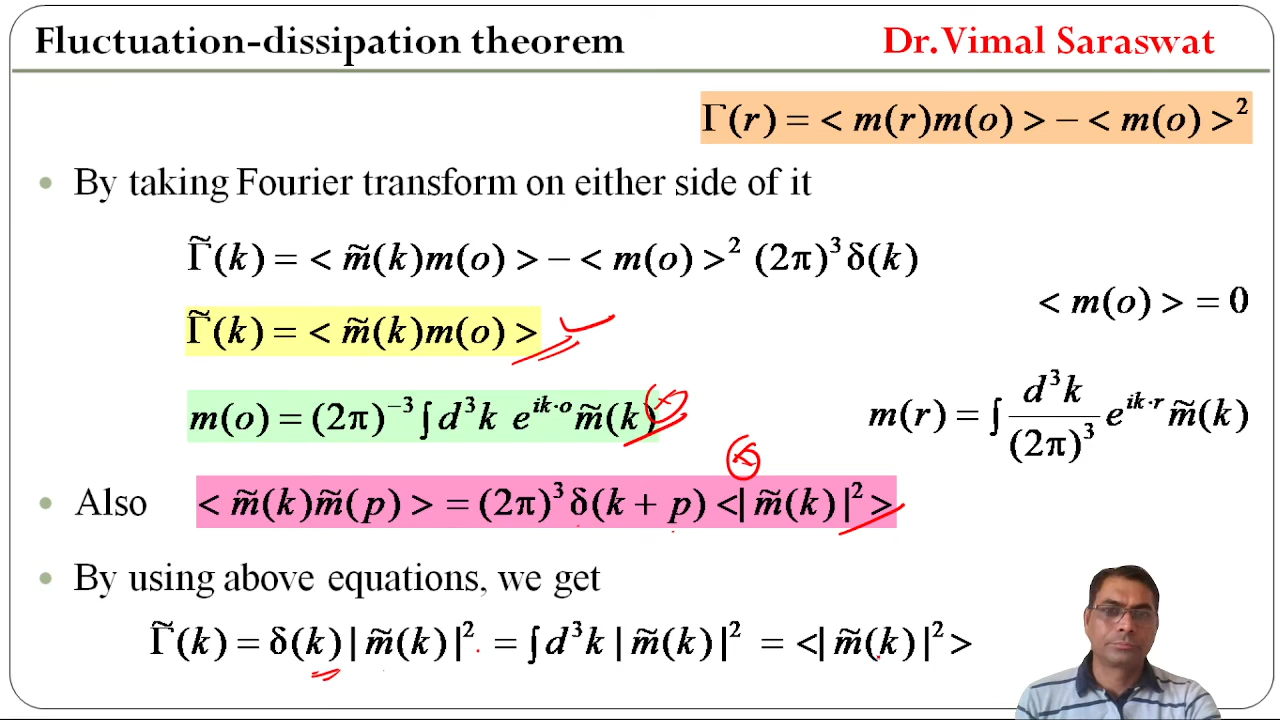 Fluctuation-dissipation theorem
Dr. Vimal Saraswat
Γ(r) = < m(r)m(o) > − < m(o) >²
• By taking Fourier transform on either side of it
Γ̃(k) = < m̃(k)m(o) > − < m(o) >² (2π)³ δ(k)
< m(o) > = 0
Γ̃(k) = < m̃(k)m(o) >
m(o) = (2π)⁻³ ∫ d³k e^{ik·o} m̃(k)
m(r) = ∫ d³k/(2π)³ e^{ik·r} m̃(k)
• Also < m̃(k)m̃(p) > = (2π)³ δ(k + p) <| m̃(k) |² >
• By using above equations, we get
Γ̃(k) = δ(k) | m̃(k) |² = ∫ d³k | m̃(k) |² = <| m̃(k) |² >